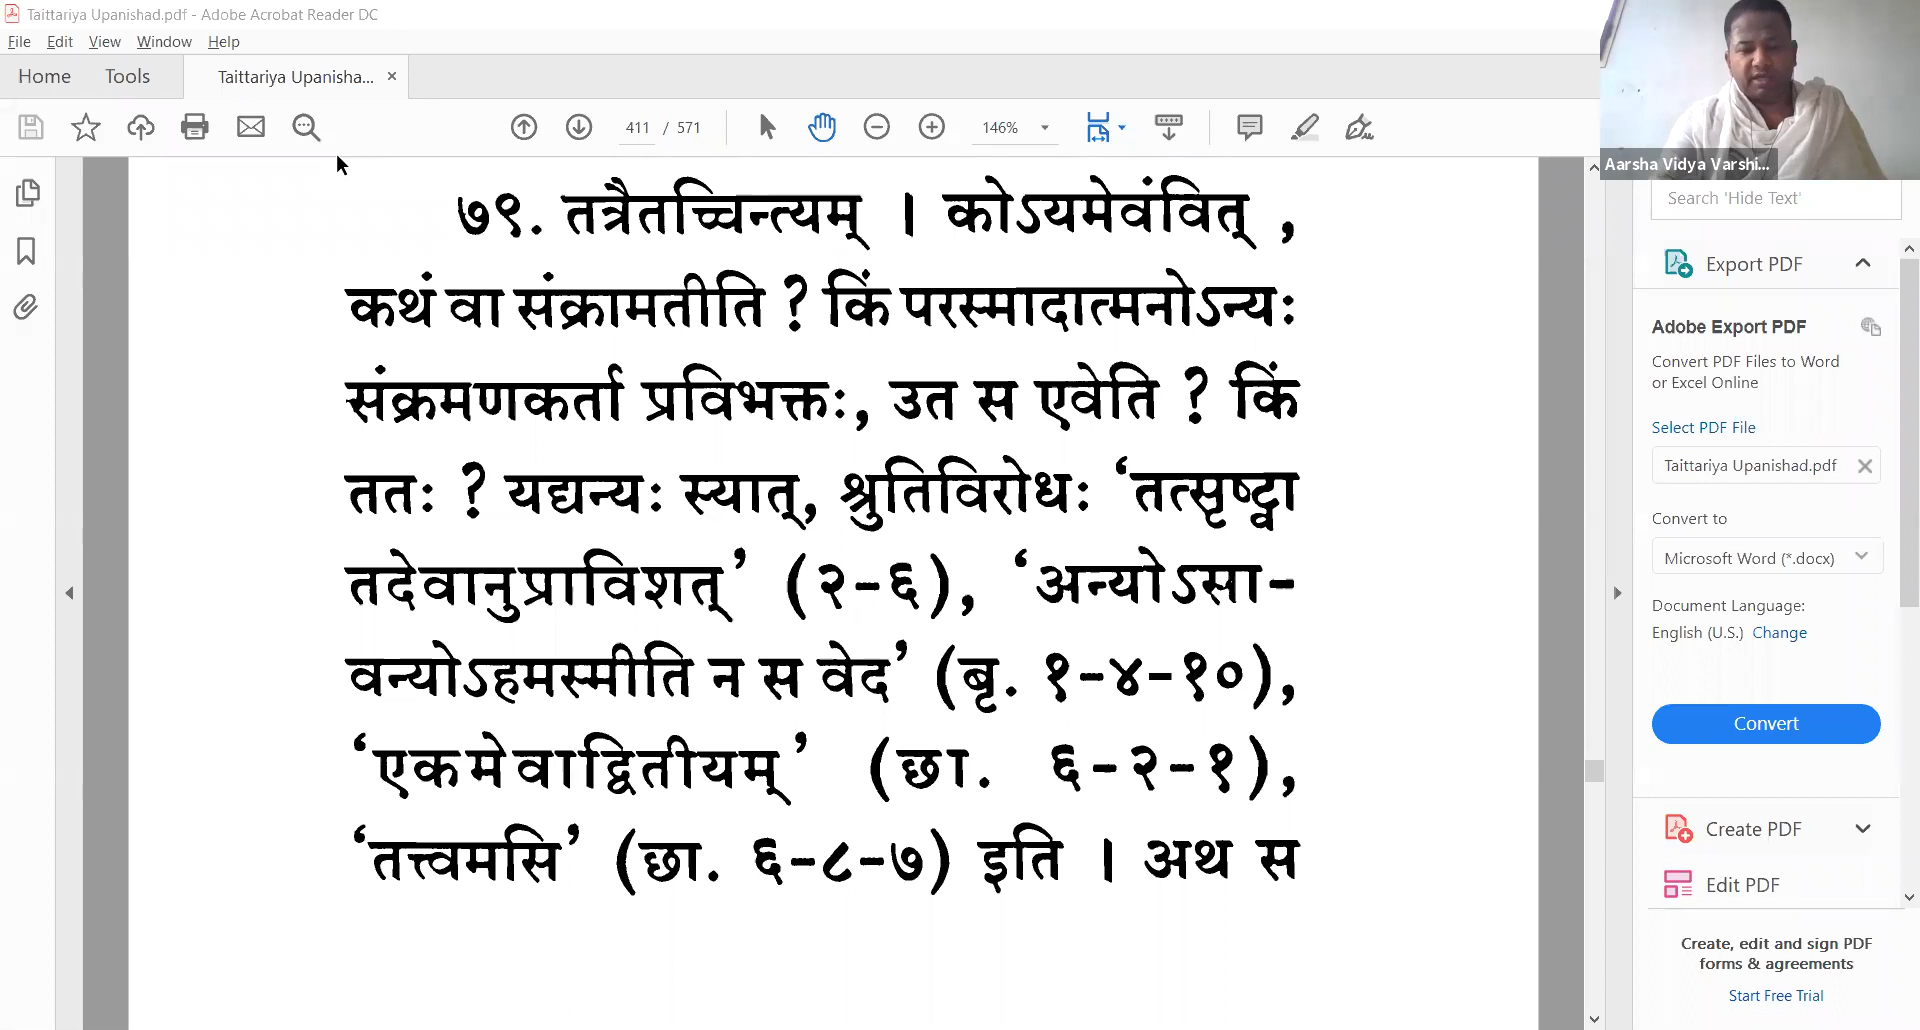 Taittariya Upanishad.pdf - Adobe Acrobat Reader DC
File Edit View Window Help
Home Tools Taittariya Upanisha... ×
411 / 571 146%
Aarsha Vidya Varshi...
७९. तत्रैतच्चिन्त्यम् । कोऽयमेवंवित् ,
कथं वा संक्रामतीति ? किं परस्मादात्मनोऽन्यः
संक्रमणकर्ता प्रविभक्तः, उत स एवेति ? किं
ततः ? यद्यन्यः स्यात्, श्रुतिविरोधः ‘तत्सृष्ट्वा
तदेवानुप्राविशत्’ (२-६), ‘अन्योऽसा-
वन्योऽहमस्मीति न स वेद’ (बृ. १-४-१०),
‘एकमेवाद्वितीयम्’ (छा. ६-२-१),
‘तत्त्वमसि’ (छा. ६-८-७) इति । अथ स
Search 'Hide Text'
Export PDF
Adobe Export PDF
Convert PDF Files to Word
or Excel Online
Select PDF File
Taittariya Upanishad.pdf
Convert to
Microsoft Word (*.docx)
Document Language:
English (U.S.) Change
Convert
Create PDF
Edit PDF
Create, edit and sign PDF
forms & agreements
Start Free Trial